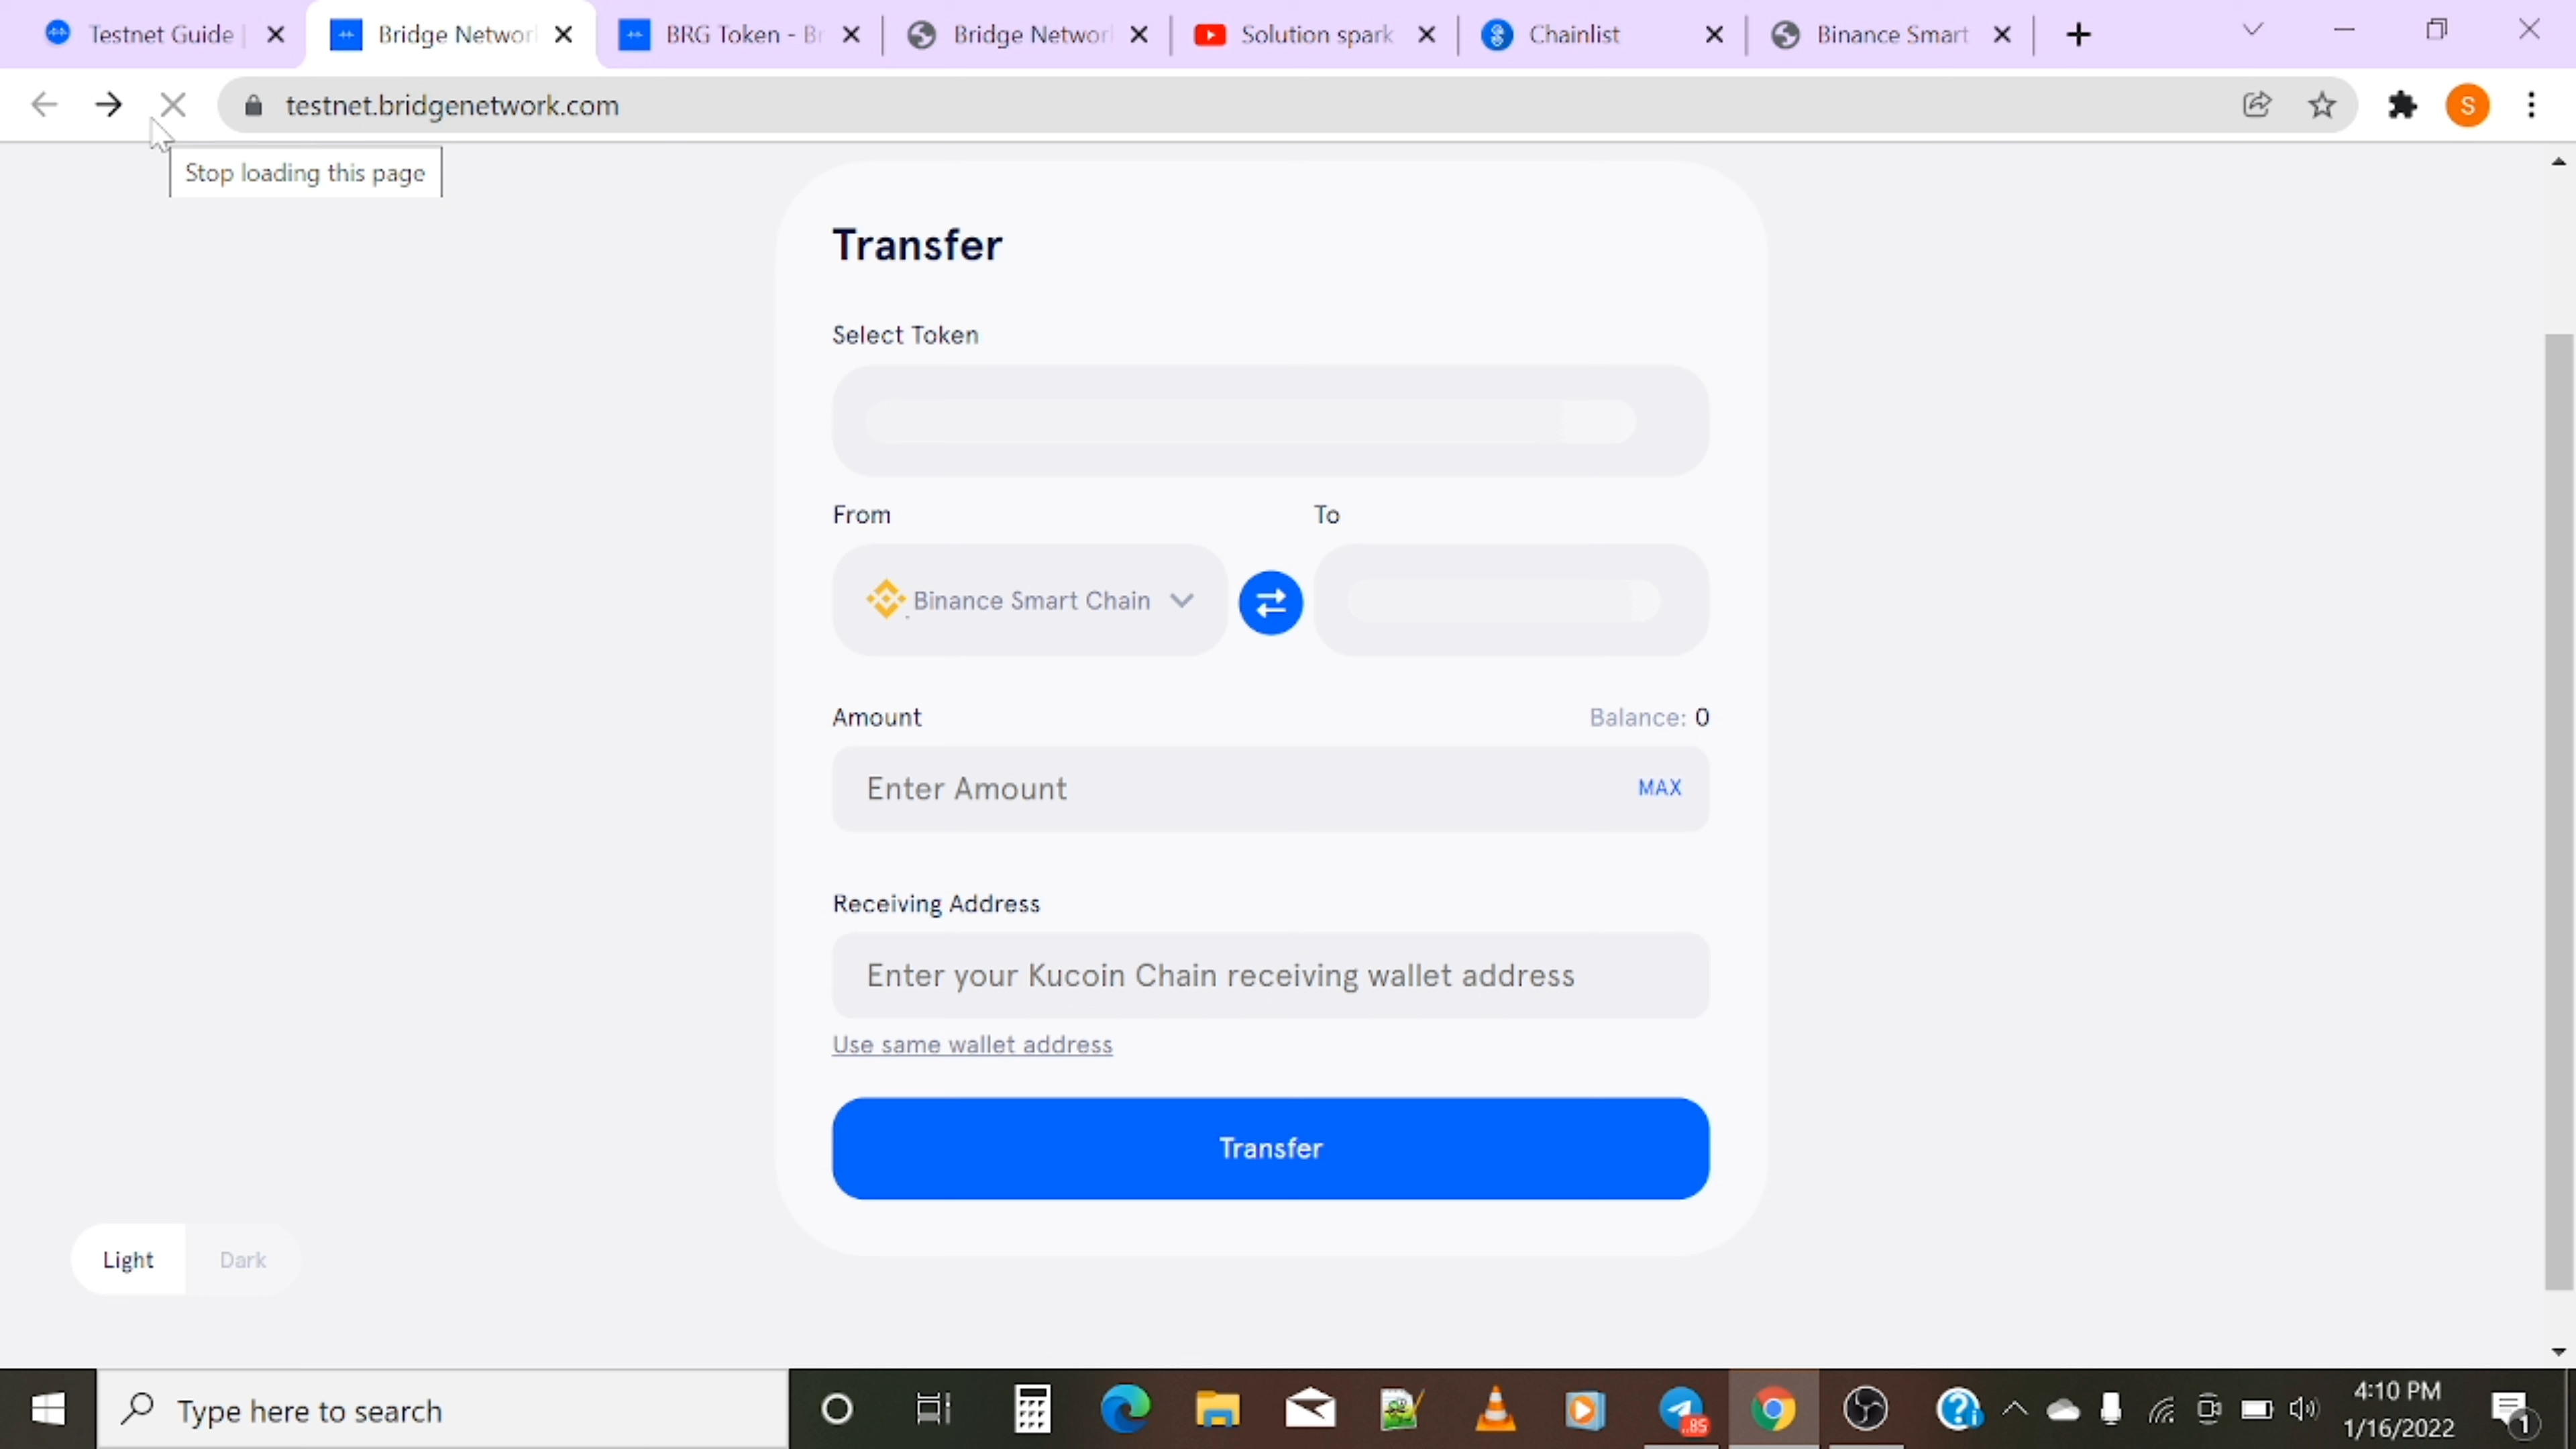 Testnet Guide |
Bridge Networ
BRG Token - Br
Bridge Networ
Solution spark
Chainlist
Binance Smart
testnet.bridgenetwork.com
S
Stop loading this page
Transfer
Select Token
From
To
Binance Smart Chain
Amount
Balance: 0
Enter Amount
MAX
Receiving Address
Enter your Kucoin Chain receiving wallet address
Use same wallet address
Transfer
Light
Dark
Type here to search
..85
4:10 PM
1/16/2022
1